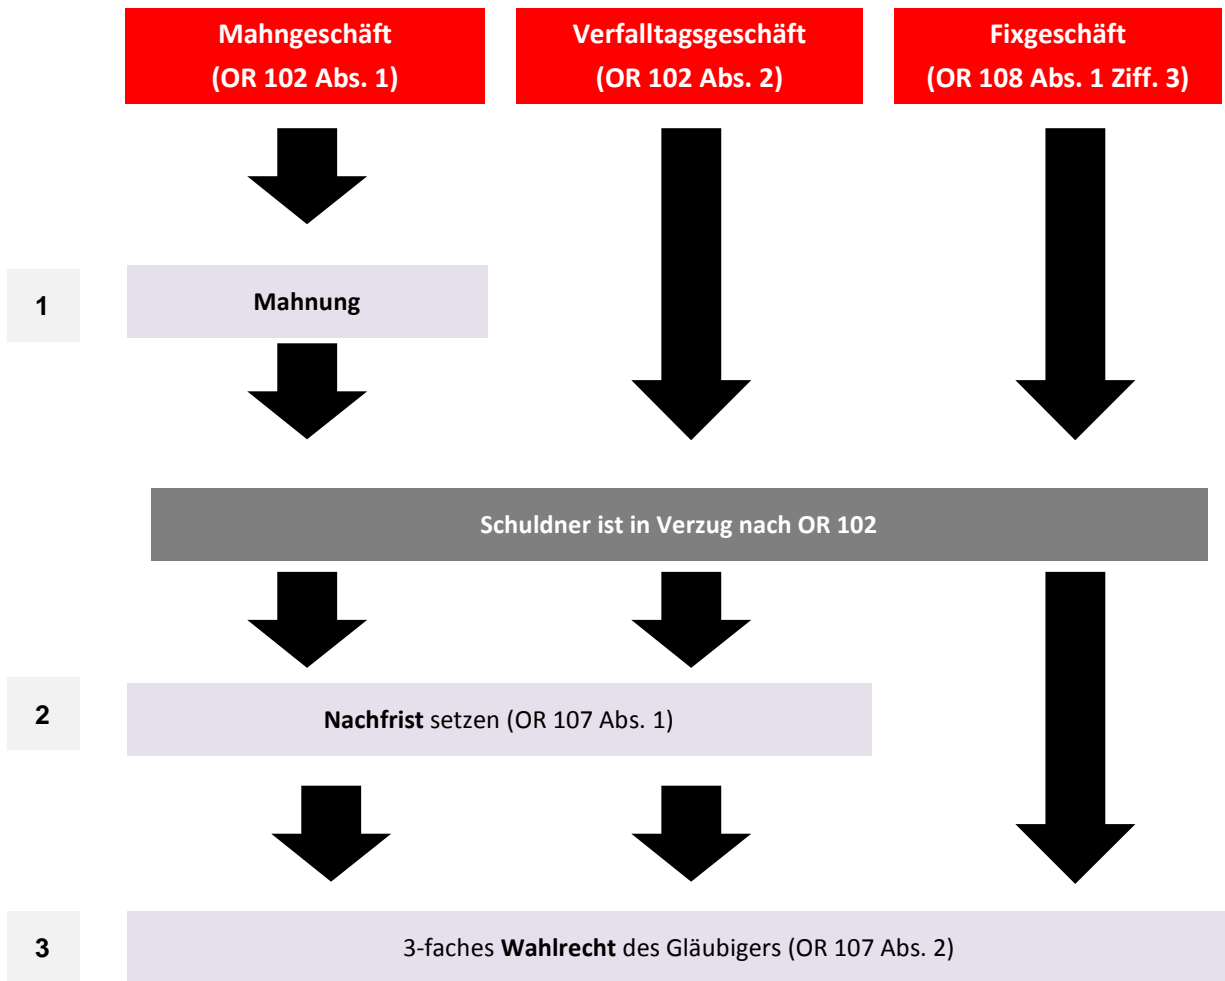 Mahngeschäft
(OR 102 Abs. 1)
Verfalltagsgeschäft
(OR 102 Abs. 2)
Fixgeschäft
(OR 108 Abs. 1 Ziff. 3)
1
Mahnung
Schuldner ist in Verzug nach OR 102
2
Nachfrist setzen (OR 107 Abs. 1)
3
3-faches Wahlrecht des Gläubigers (OR 107 Abs. 2)